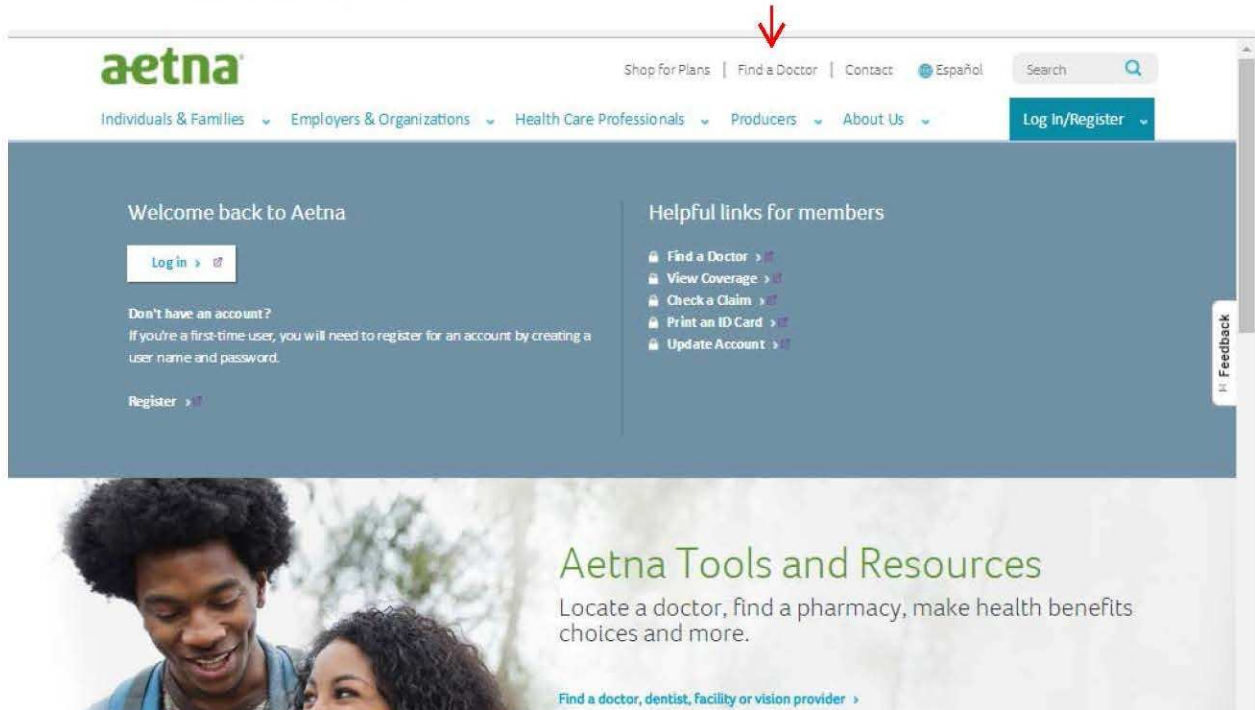 aetna
Shop for Plans | Find a Doctor | Contact Español Search
Individuals & Families Employers & Organizations Health Care Professionals Producers About Us Log In/Register
Welcome back to Aetna
Log in >
Don't have an account?
If you're a first-time user, you will need to register for an account by creating a
user name and password.
Register >
Helpful links for members
Find a Doctor >
View Coverage >
Check a Claim >
Print an ID Card >
Update Account >
Feedback
Aetna Tools and Resources
Locate a doctor, find a pharmacy, make health benefits
choices and more.
Find a doctor, dentist, facility or vision provider >